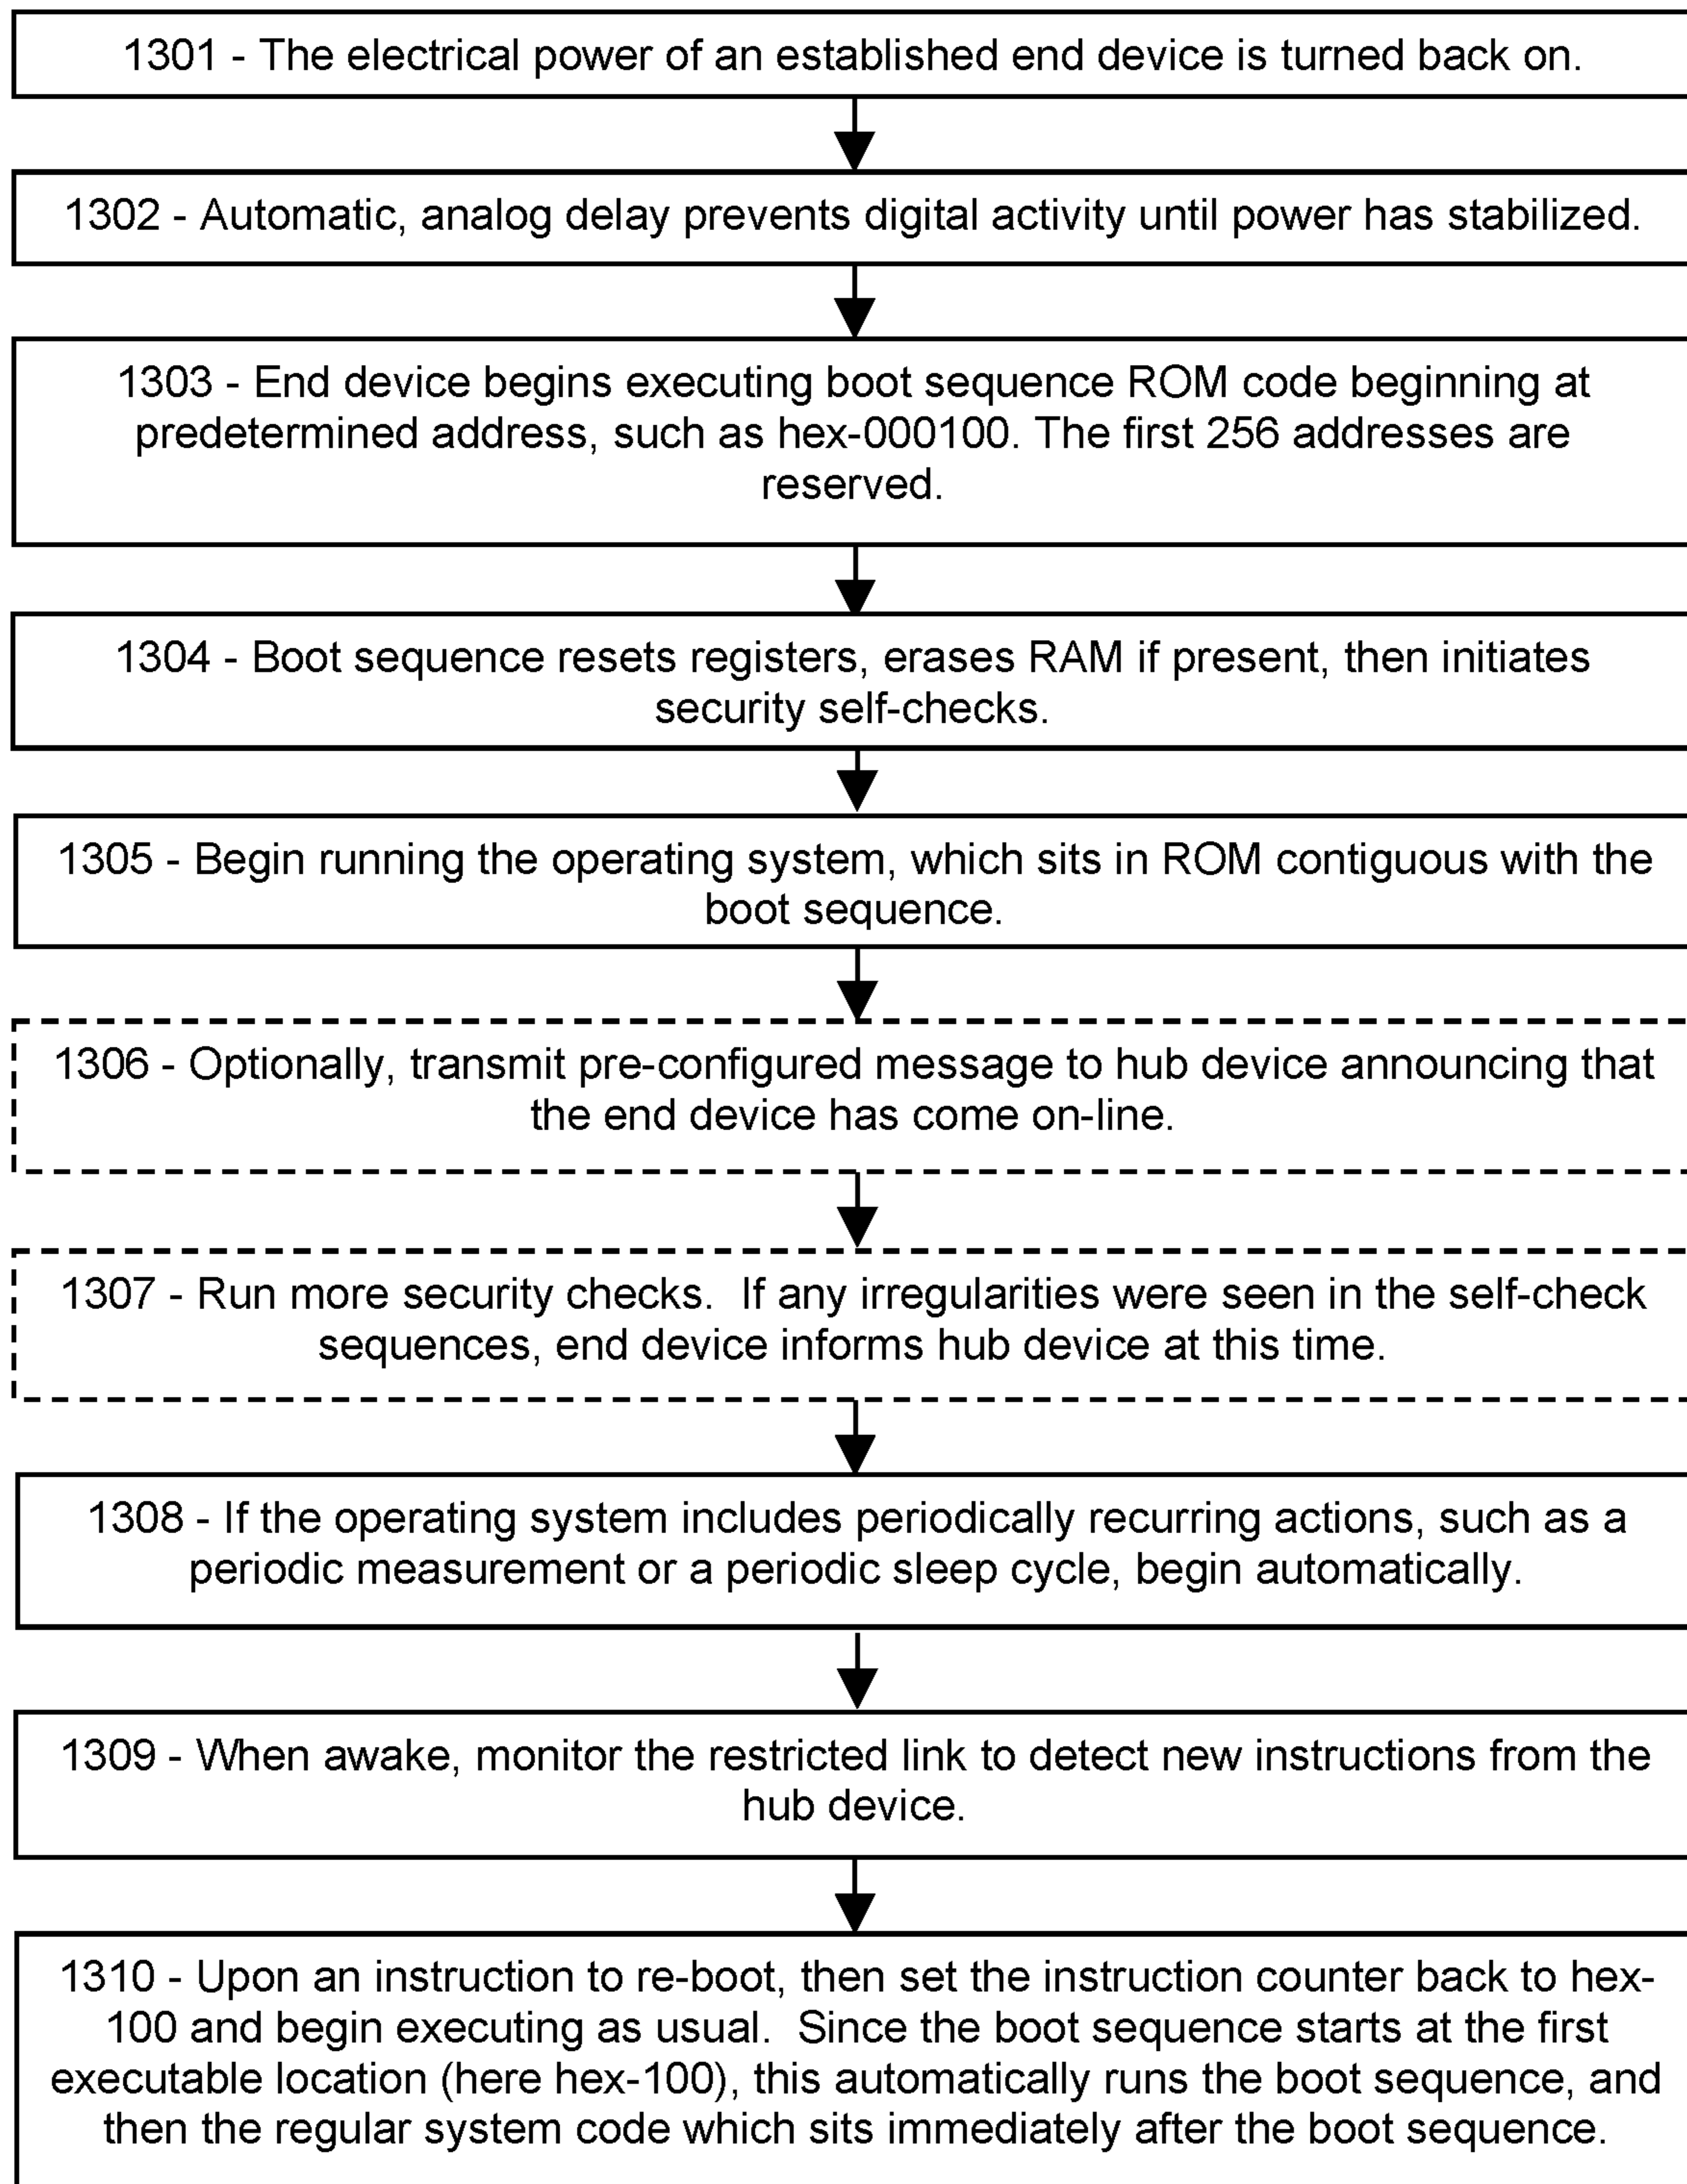 1301 - The electrical power of an established end device is turned back on.
1302 - Automatic, analog delay prevents digital activity until power has stabilized.
1303 - End device begins executing boot sequence ROM code beginning at
predetermined address, such as hex-000100. The first 256 addresses are
reserved.
1304 - Boot sequence resets registers, erases RAM if present, then initiates
security self-checks.
1305 - Begin running the operating system, which sits in ROM contiguous with the
boot sequence.
1306 - Optionally, transmit pre-configured message to hub device announcing that
the end device has come on-line.
1307 - Run more security checks.  If any irregularities were seen in the self-check
sequences, end device informs hub device at this time.
1308 - If the operating system includes periodically recurring actions, such as a
periodic measurement or a periodic sleep cycle, begin automatically.
1309 - When awake, monitor the restricted link to detect new instructions from the
hub device.
1310 - Upon an instruction to re-boot, then set the instruction counter back to hex-
100 and begin executing as usual.  Since the boot sequence starts at the first
executable location (here hex-100), this automatically runs the boot sequence, and
then the regular system code which sits immediately after the boot sequence.